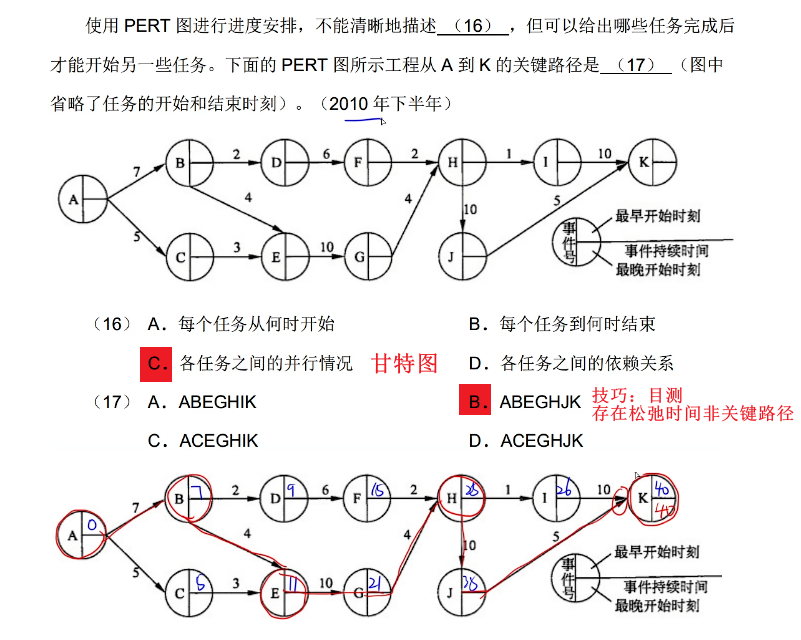 使用 PERT 图进行进度安排，不能清晰地描述 （16） ，但可以给出哪些任务完成后
才能开始另一些任务。下面的 PERT 图所示工程从 A 到 K 的关键路径是 （17） （图中
省略了任务的开始和结束时刻）。（2010 年下半年）
B 2 D 6 F 2 H 1 I 10 K
7
A
4 4 10 5
5
C 3 E 10 G J
事件号
最早开始时刻
事件持续时间
最晚开始时刻
（16） A．每个任务从何时开始 B．每个任务到何时结束
C．各任务之间的并行情况 甘特图 D．各任务之间的依赖关系
（17） A．ABEGHIK B．ABEGHJK 技巧：目测
存在松弛时间非关键路径
C．ACEGHIK D．ACEGHJK
B 7 2 D 9 6 F 15 2 H 1 I 26 10 K 40
40
7
A 0
4 4 10 5
5
C 3 E 11 10 G 21 J
事件号
最早开始时刻
事件持续时间
最晚开始时刻